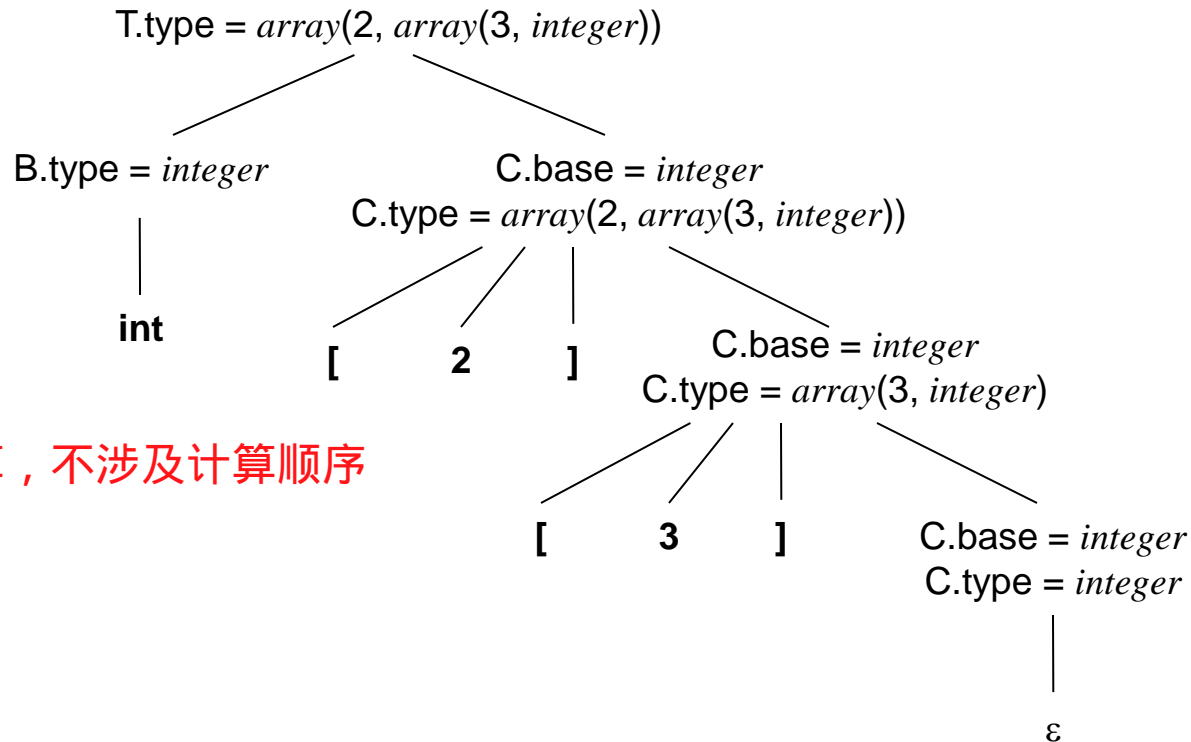 T.type = array(2, array(3, integer))
B.type = integer
C.base = integer
C.type = array(2, array(3, integer))
int
[ 2 ]
C.base = integer
C.type = array(3, integer)
，不涉及计算顺序
[ 3 ]
C.base = integer
C.type = integer
ε